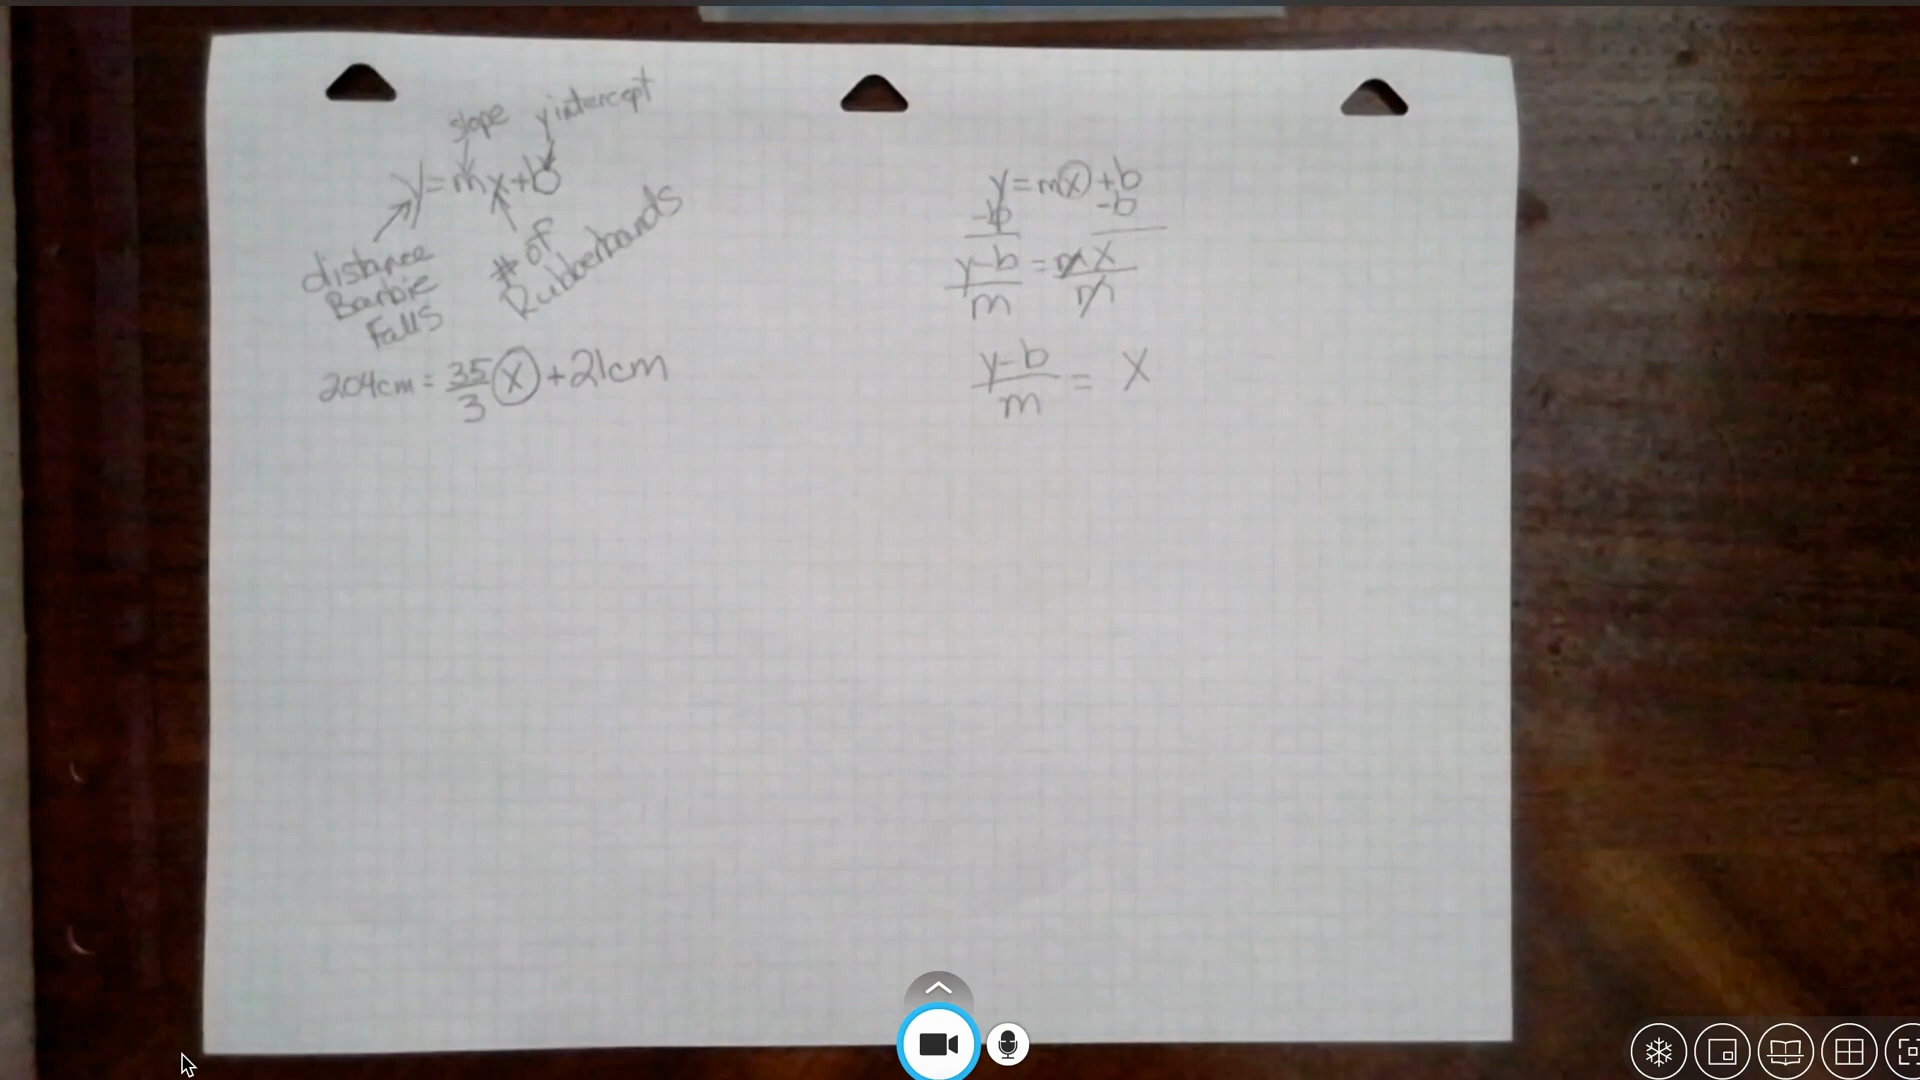 slope y intercept
y = mx + b
distance
Barbie
Falls
# of
Rubberbands
204cm = 35/3 (x) + 21cm
y = m(x) + b
-b -b
y-b/m = mx/m
y-b/m = x